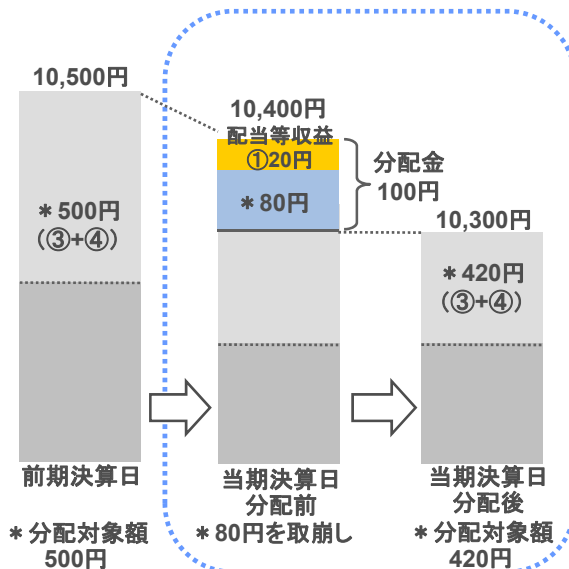 10,500円
*500円
(③+④)
前期決算日
*分配対象額
500円
10,400円
配当等収益
①20円
*80円
分配金
100円
当期決算日
分配前
*80円を取崩し
10,300円
*420円
(③+④)
当期決算日
分配後
*分配対象額
420円